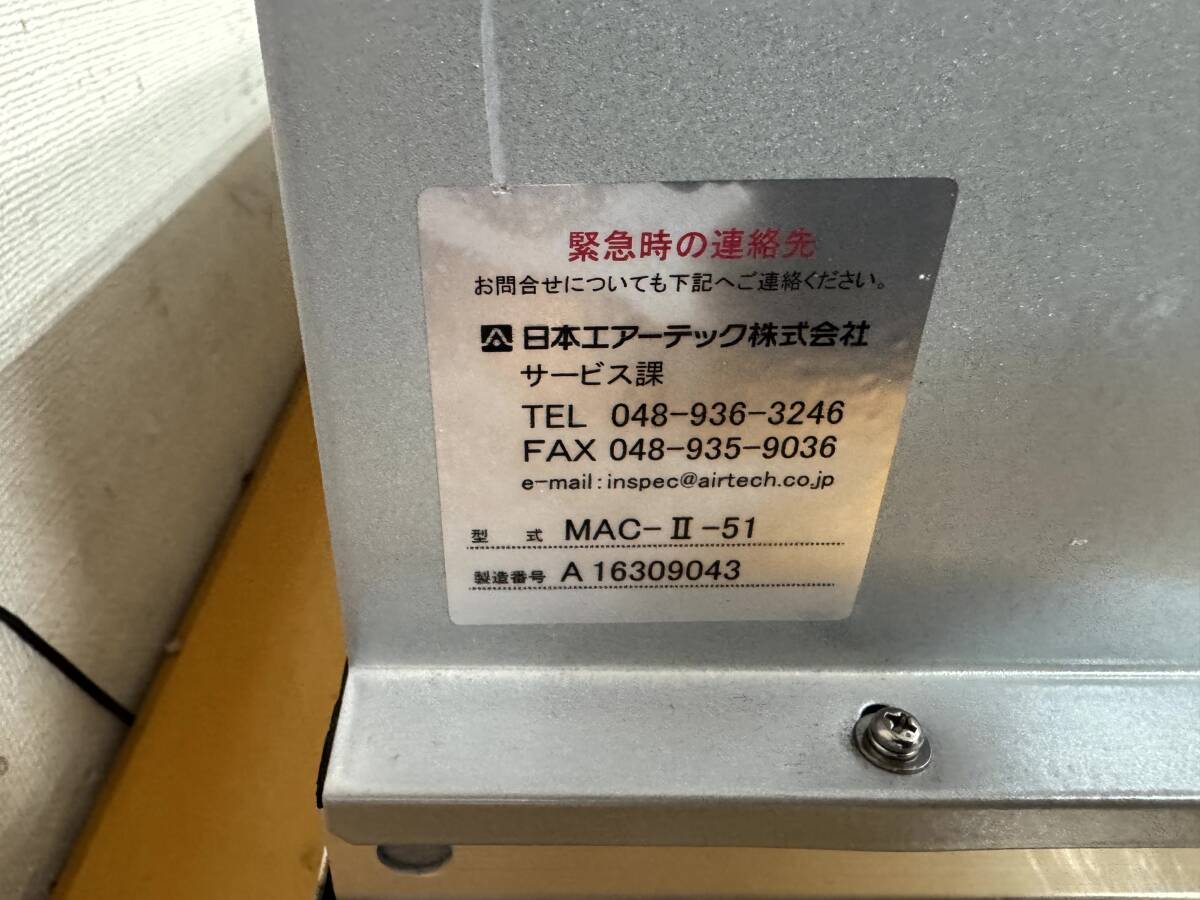 緊急時の連絡先
お問合せについても下記へご連絡ください。
日本エアーテック株式会社
サービス課
TEL 048-936-3246
FAX 048-935-9036
e-mail:inspec@airtech.co.jp
型 式 MAC-Ⅱ-51
製造番号 A 16309043